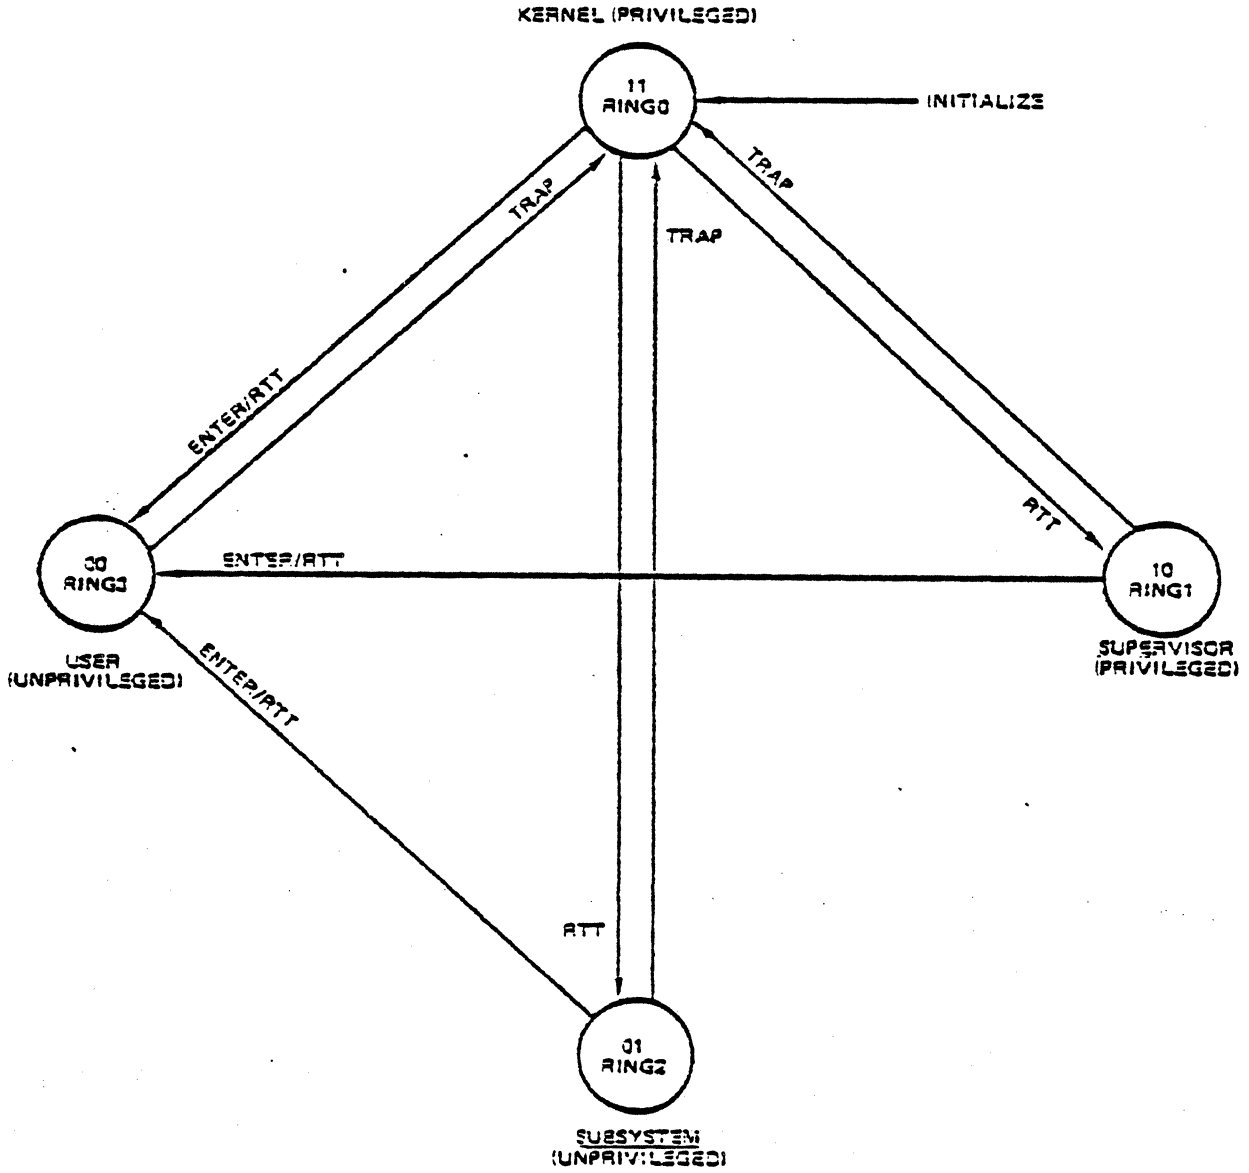 KERNEL (PRIVILEGED)
11
RING0
INITIALIZE
TRAP
TRAP
TRAP
ENTER/RTT
RTT
00
RING3
ENTER/RTT
10
RING1
USER
(UNPRIVILEGED)
SUPERVISOR
(PRIVILEGED)
ENTER/RTT
RTT
01
RING2
SUBSYSTEM
(UNPRIVILEGED)